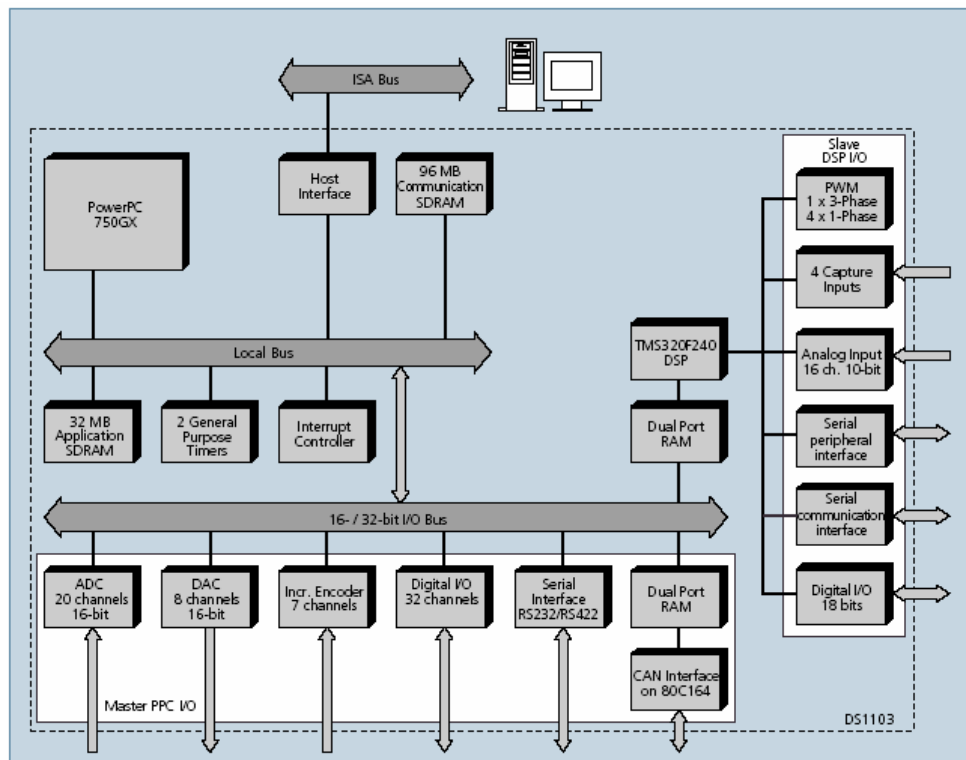 ISA Bus
PowerPC
750GX
Host
Interface
96 MB
Communication
SDRAM
Slave
DSP I/O
PWM
1 x 3-Phase
4 x 1-Phase
4 Capture
Inputs
Local Bus
TMS320F240
DSP
Analog Input
16 ch. 10-bit
32 MB
Application
SDRAM
2 General
Purpose
Timers
Interrupt
Controller
Dual Port
RAM
Serial
peripheral
interface
16- / 32-bit I/O Bus
Serial
communication
interface
ADC
20 channels
16-bit
DAC
8 channels
16-bit
Incr. Encoder
7 channels
Digital I/O
32 channels
Serial
Interface
RS232/RS422
Dual Port
RAM
Digital I/O
18 bits
CAN Interface
on 80C164
Master PPC I/O
DS1103